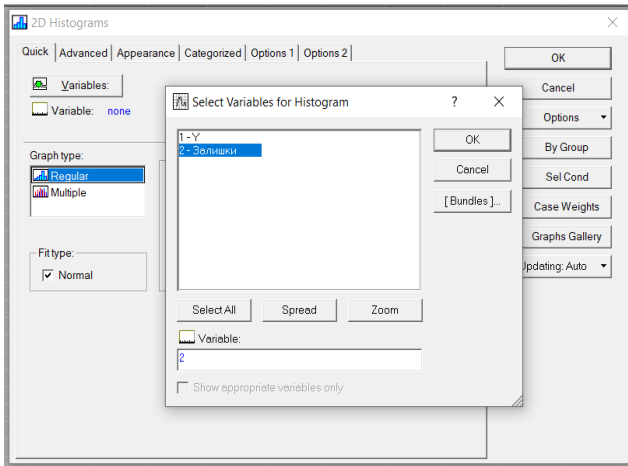 2D Histograms
Quick Advanced Appearance Categorized Options 1 Options 2
Variables:
Variable: none
Graph type:
Regular
Multiple
Fit type:
Normal
Select Variables for Histogram ? ×
1 - Y
2 - Залишки
OK
Cancel
[ Bundles ]...
Select All Spread Zoom
Variable:
2
Show appropriate variables only
OK
Cancel
Options
By Group
Sel Cond
Case Weights
Graphs Gallery
Updating: Auto